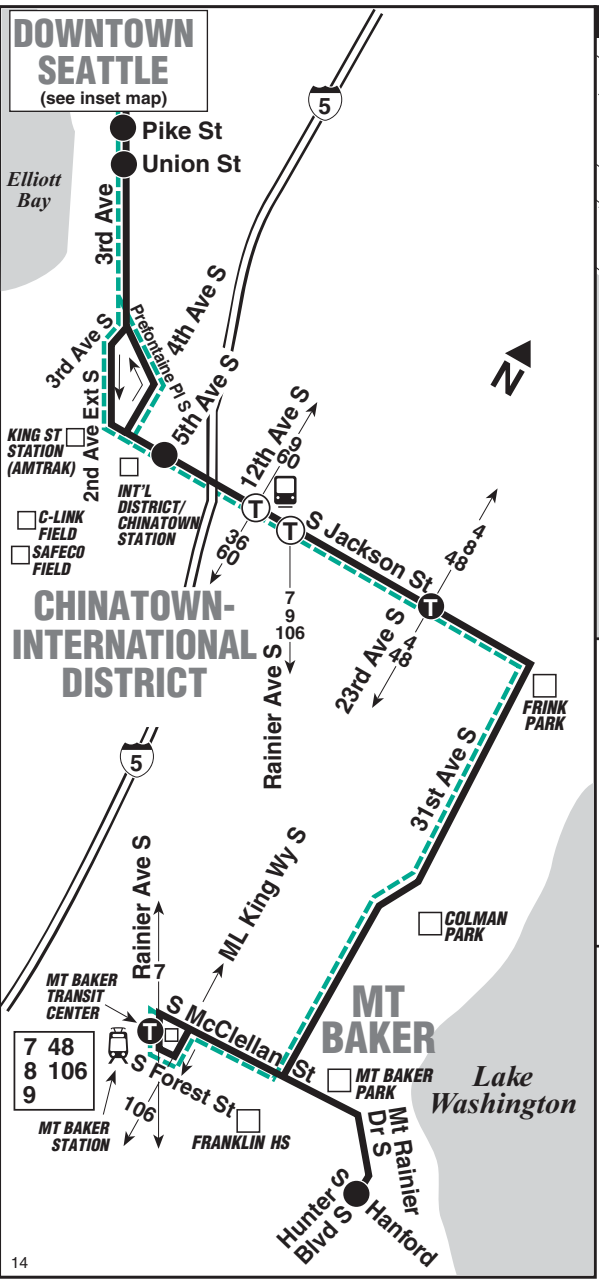 DOWNTOWN
SEATTLE
(see inset map)
5
Pike St
Union St
Elliott
Bay
3rd Ave
4th Ave S
Prefontaine Pl S
3rd Ave S
2nd Ave Ext S
5th Ave S
N
KING ST
STATION
(AMTRAK)
INT'L
DISTRICT/
CHINATOWN
STATION
C-LINK
FIELD
SAFECO
FIELD
12th Ave S
9
60
T
T
36
60
S Jackson St
4
8
48
T
7
9
106
Rainier Ave S
23rd Ave S
4
48
CHINATOWN-
INTERNATIONAL
DISTRICT
FRINK
PARK
31st Ave S
5
Rainier Ave S
7
ML King Wy S
COLMAN
PARK
MT BAKER
TRANSIT
CENTER
T
S McClellan St
MT
BAKER
7 48
8 106
9
S Forest St
106
MT BAKER
STATION
FRANKLIN HS
MT BAKER
PARK
Lake
Washington
Mt Rainier
Dr S
Hunter S
Blvd S
Hanford
14